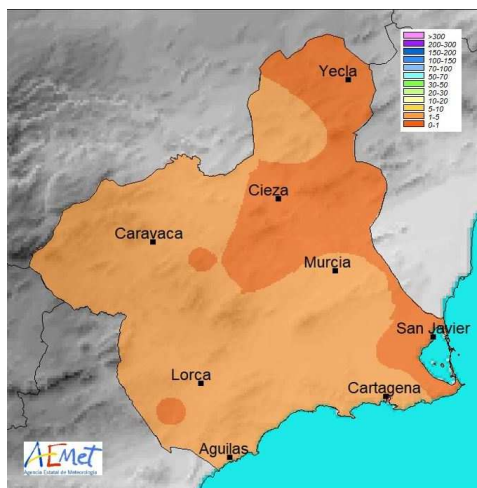 >300
200-300
150-200
100-150
70-100
50-70
30-50
20-30
10-20
5-10
1-5
0-1
Yecla
Cieza
Caravaca
Murcia
San Javier
Lorca
Cartagena
Aguilas
AEMet
Agencia Estatal de Meteorología